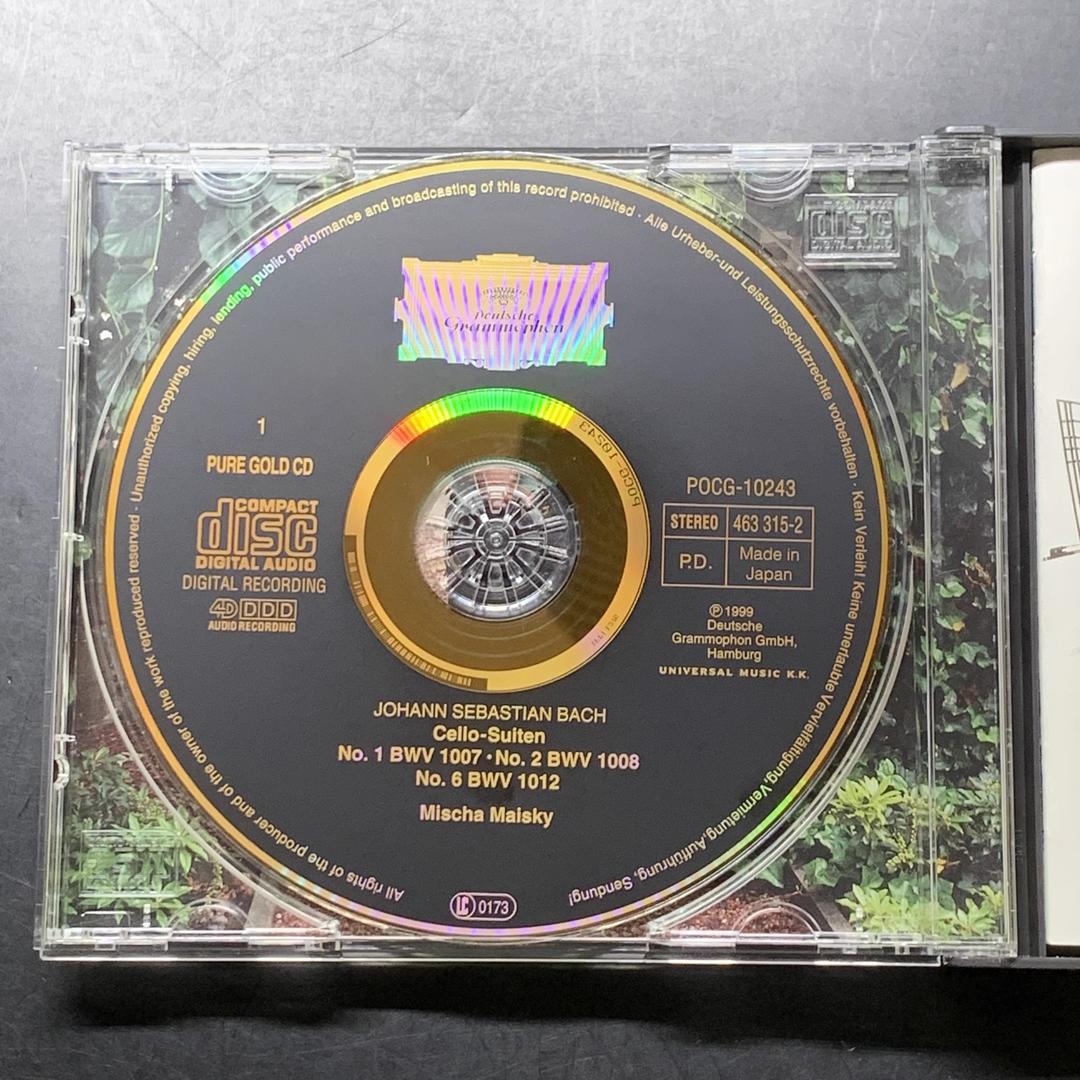 All rights of the producer and of the owner of the work reproduced reserved · Unauthorized copying, hiring, lending, public performance and broadcasting of this record prohibited · Alle Urheber-und Leistungsschutzrechte vorbehalten · Kein Verleih! Keine unerlaubte Vervielfältigung, Vermietung, Aufführung, Sendung!
Deutsche
Grammophon
COMPACT
disc
DIGITAL AUDIO
1
PURE GOLD CD
COMPACT
disc
DIGITAL AUDIO
DIGITAL RECORDING
4D DDD
AUDIO RECORDING
POCG-10243
POCG-10243
STEREO 463 315-2
P.D. Made in
Japan
℗ 1999
Deutsche
Grammophon GmbH,
Hamburg
UNIVERSAL MUSIC K.K.
JOHANN SEBASTIAN BACH
Cello-Suiten
No. 1 BWV 1007 · No. 2 BWV 1008
No. 6 BWV 1012
Mischa Maisky
LC 0173